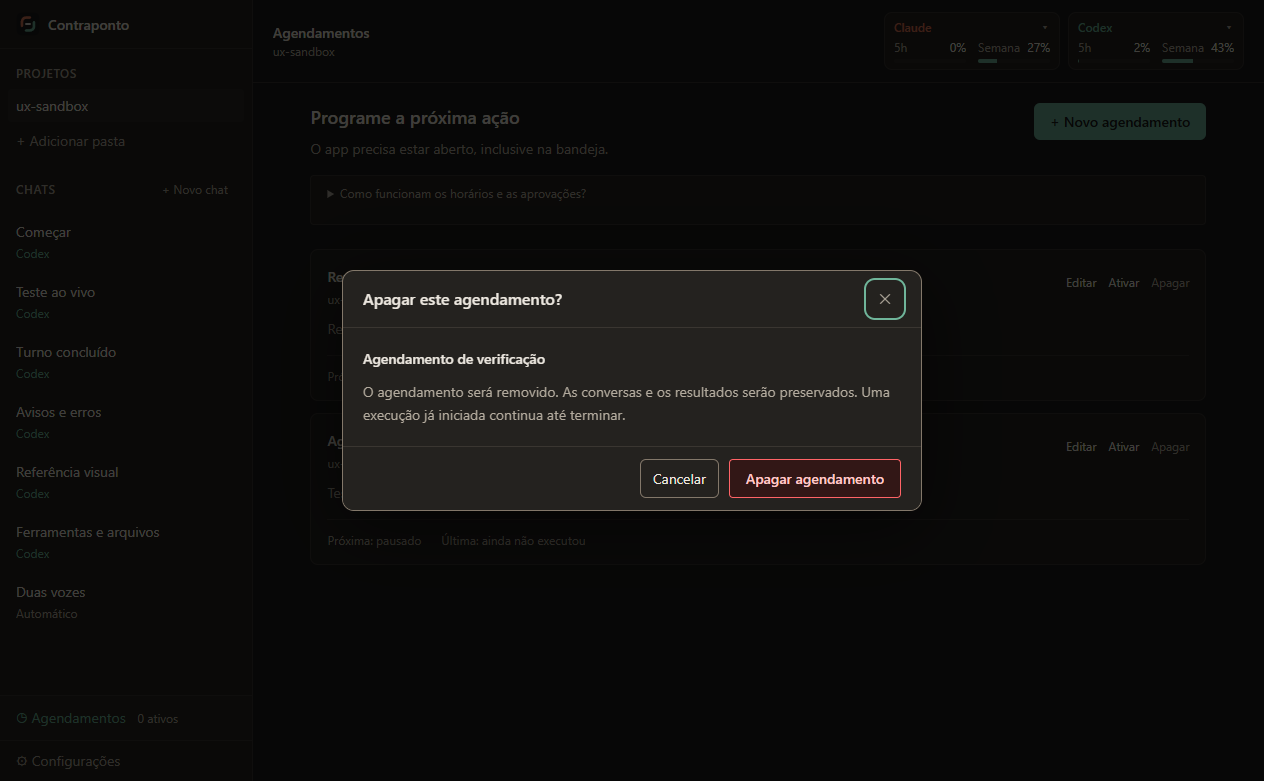 Contraponto
PROJETOS
ux-sandbox
+ Adicionar pasta
CHATS
+ Novo chat
Começar
Codex
Teste ao vivo
Codex
Turno concluído
Codex
Avisos e erros
Codex
Referência visual
Codex
Ferramentas e arquivos
Codex
Duas vozes
Automático
Agendamentos 0 ativos
Configurações
Agendamentos
ux-sandbox
Claude
5h 0% Semana 27%
Codex
5h 2% Semana 43%
Programe a próxima ação
+ Novo agendamento
O app precisa estar aberto, inclusive na bandeja.
Como funcionam os horários e as aprovações?
Editar Ativar Apagar
Apagar este agendamento?
Agendamento de verificação
O agendamento será removido. As conversas e os resultados serão preservados. Uma
execução já iniciada continua até terminar.
Cancelar
Apagar agendamento
Editar Ativar Apagar
Próxima: pausado Última: ainda não executou